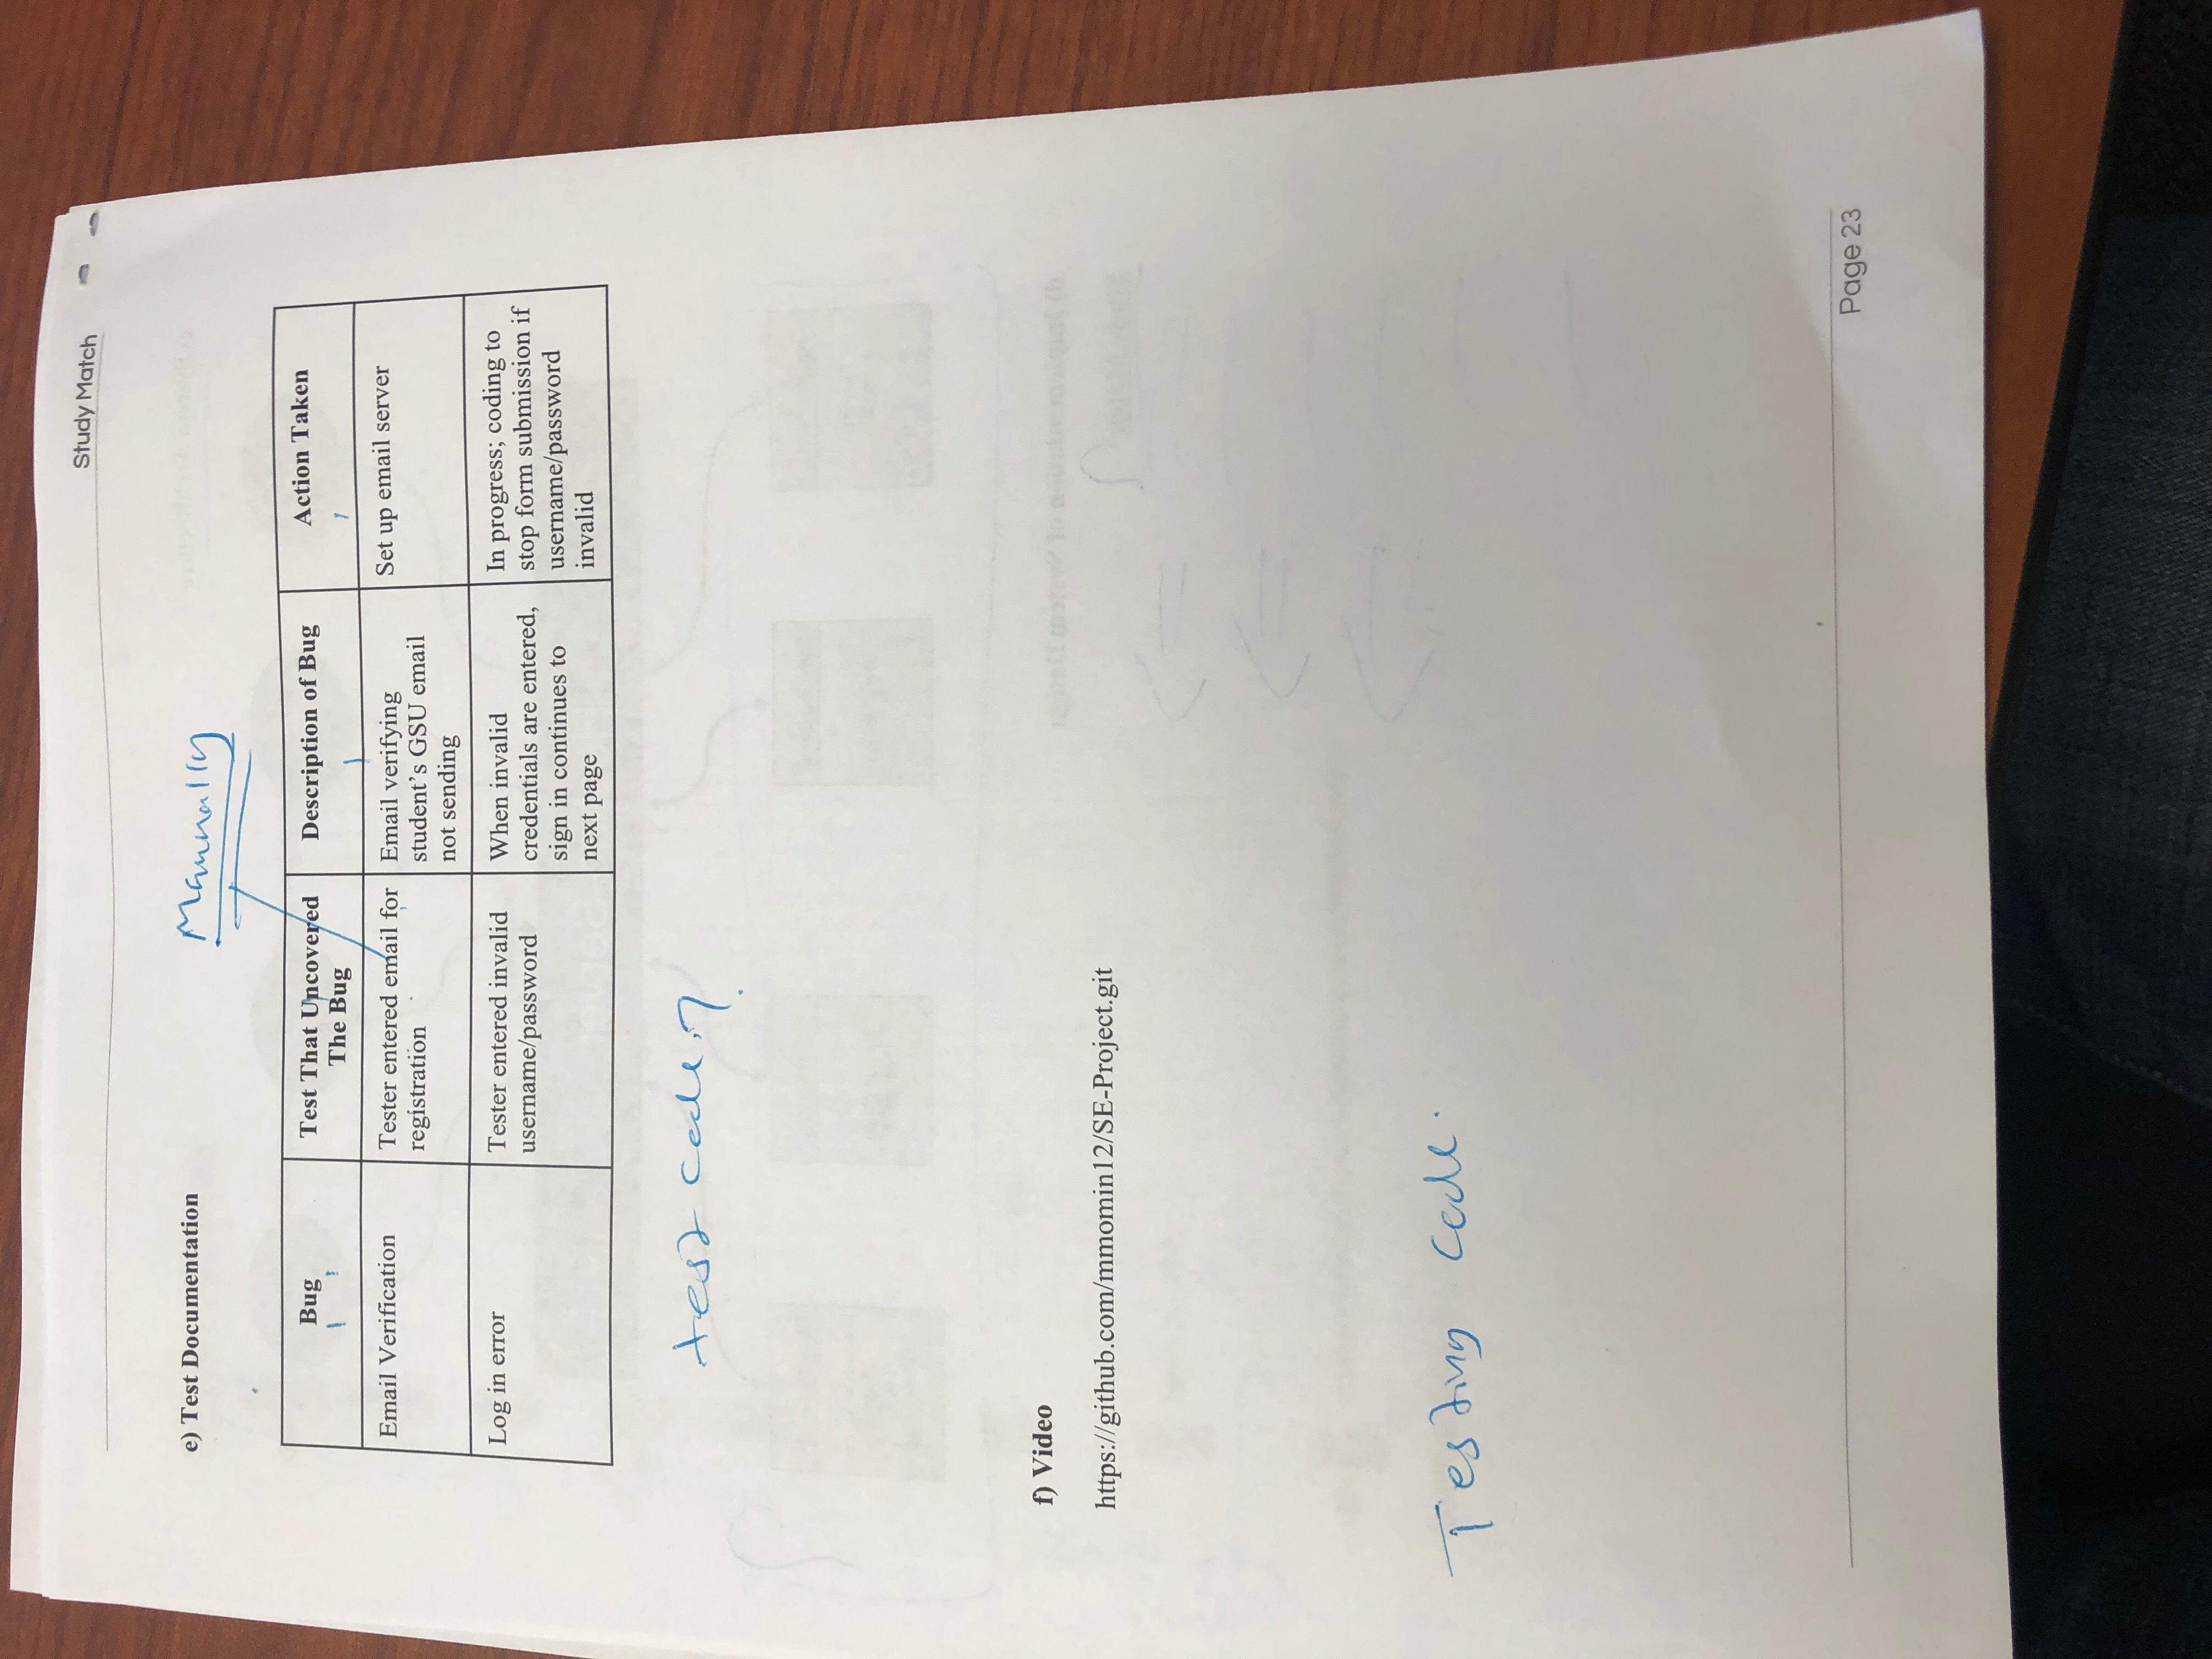 Study Match
e) Test Documentation
Manually
Bug
Test That Uncovered
The Bug
Description of Bug
Action Taken
Email Verification
Tester entered email for
registration
Email verifying
student's GSU email
not sending
Set up email server
Log in error
Tester entered invalid
username/password
When invalid
credentials are entered,
sign in continues to
next page
In progress; coding to
stop form submission if
username/password
invalid
test code?
f) Video
https://github.com/mmomin12/SE-Project.git
Testing code.
Page 23